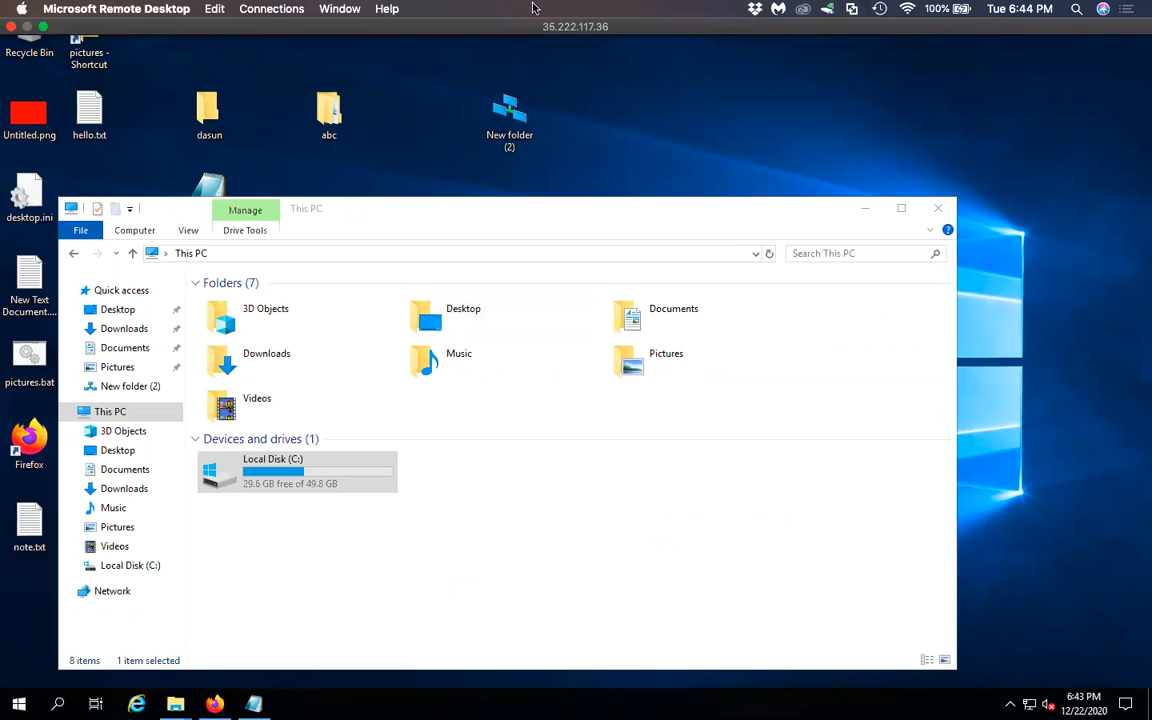 Microsoft Remote Desktop Edit Connections Window Help 100% Tue 6:44 PM
35.222.117.36
Recycle Bin
pictures -
Shortcut
Untitled.png
hello.txt
dasun
abc
New folder
(2)
desktop.ini
New Text
Document....
pictures.bat
Firefox
note.txt
Manage
This PC
File
Computer
View
Drive Tools
This PC
Search This PC
Quick access
Desktop
Downloads
Documents
Pictures
New folder (2)
This PC
3D Objects
Desktop
Documents
Downloads
Music
Pictures
Videos
Local Disk (C:)
Network
Folders (7)
3D Objects
Desktop
Documents
Downloads
Music
Pictures
Videos
Devices and drives (1)
Local Disk (C:)
29.6 GB free of 49.8 GB
8 items
1 item selected
6:43 PM
12/22/2020